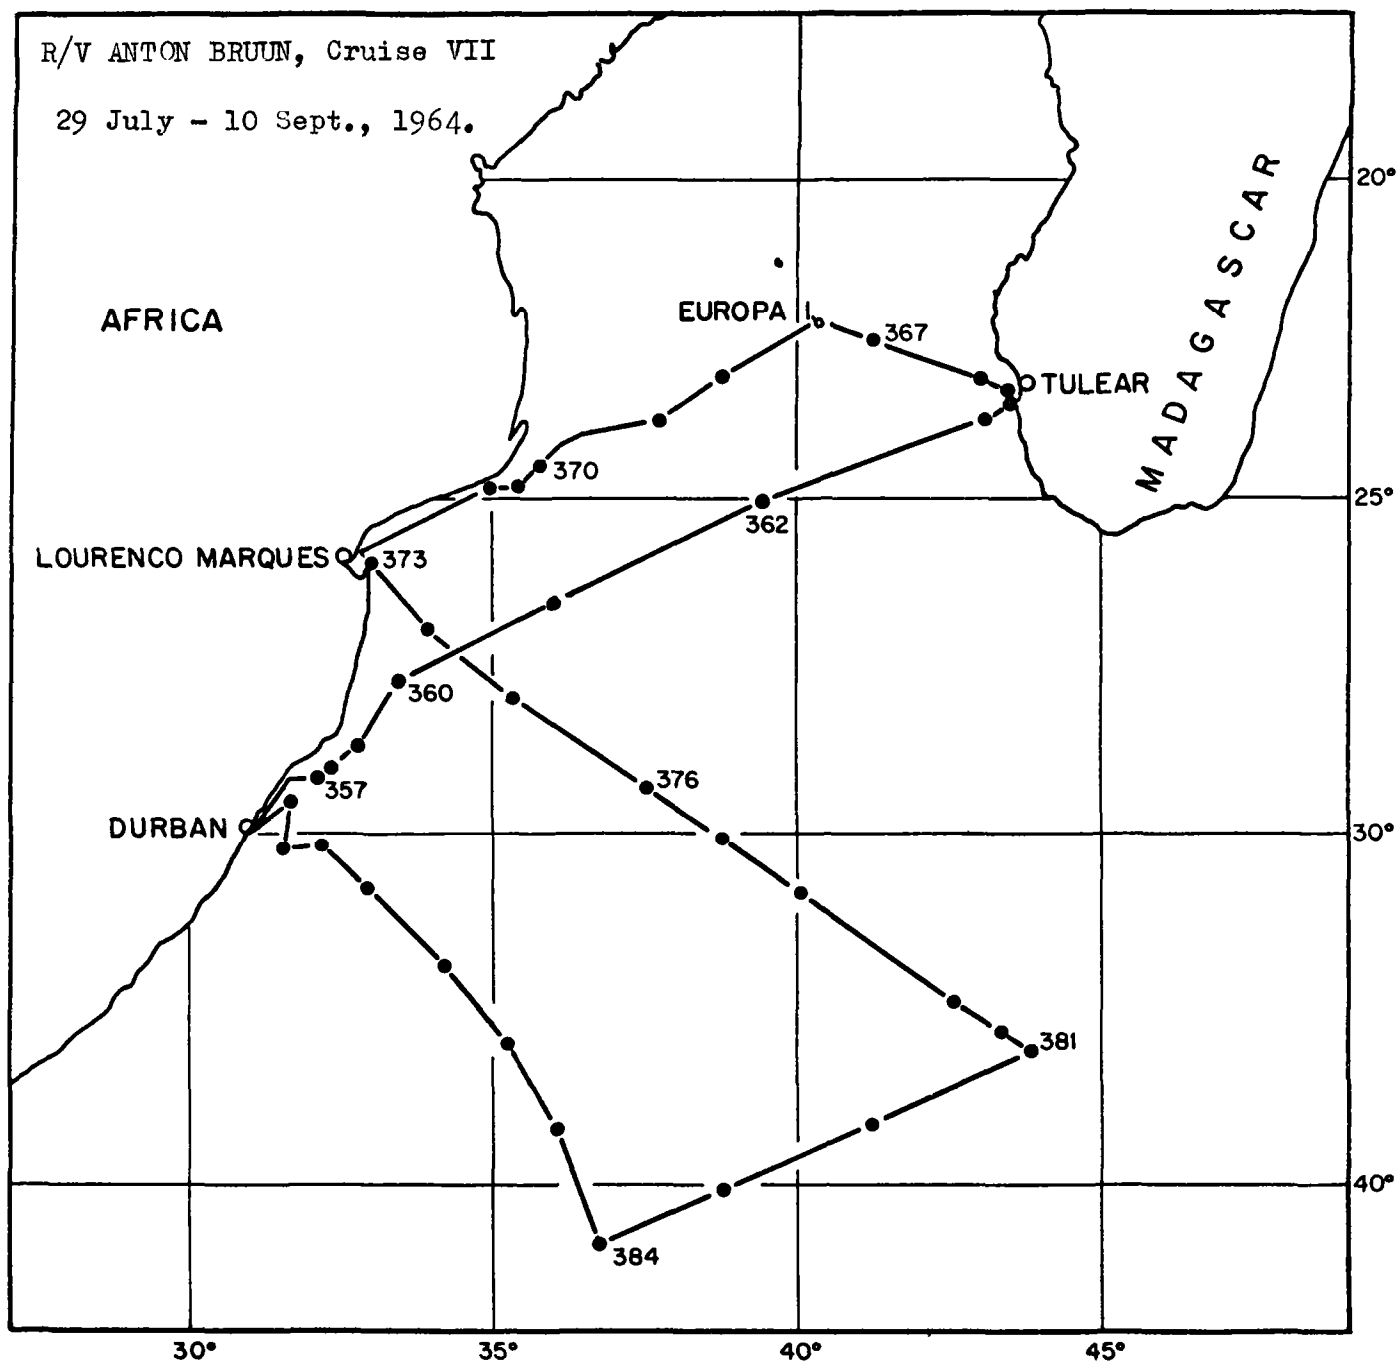 R/V ANTON BRUUN, Cruise VII
29 July - 10 Sept., 1964.
20°
MADAGASCAR
AFRICA
EUROPA I.
367
TULEAR
370
25°
362
LOURENCO MARQUES
373
360
376
357
DURBAN
30°
381
40°
384
30°
35°
40°
45°